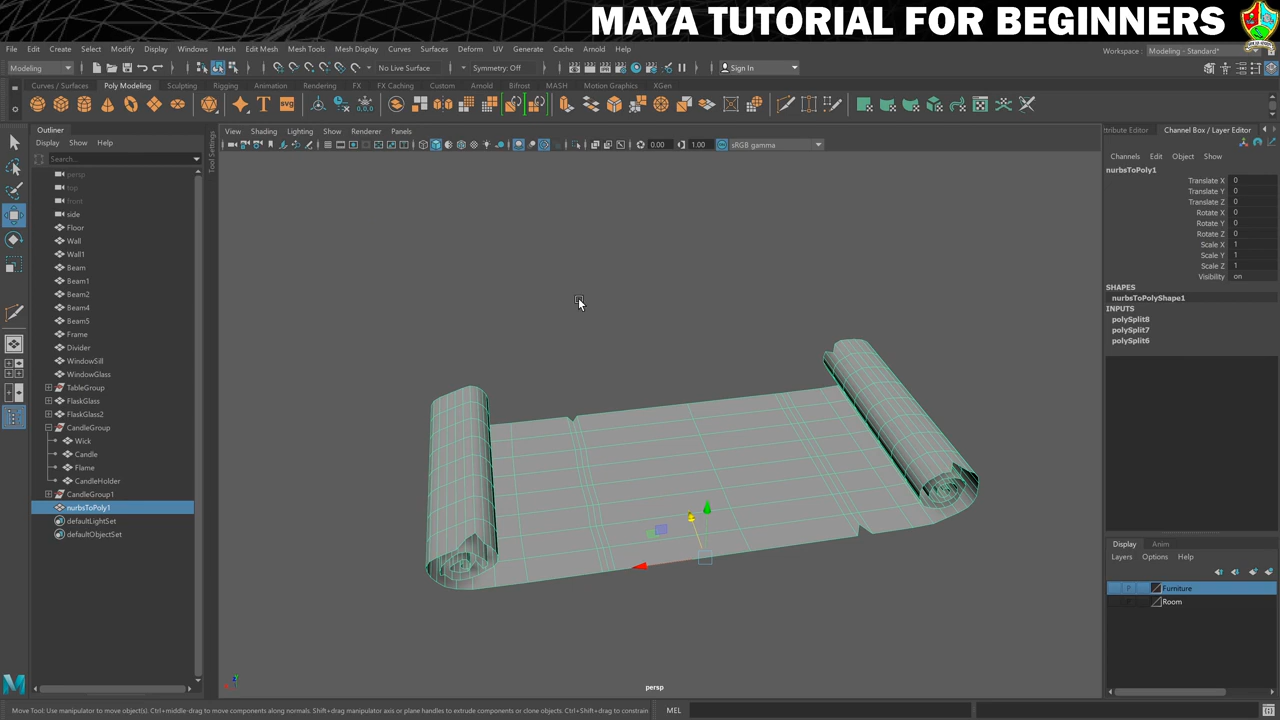 MAYA TUTORIAL FOR BEGINNERS
File Edit Create Select Modify Display Windows Mesh Edit Mesh Mesh Tools Mesh Display Curves Surfaces Deform UV Generate Cache Arnold Help
Workspace : Modeling - Standard*
Modeling No Live Surface Symmetry: Off Sign In
Curves / Surfaces Poly Modeling Sculpting Rigging Animation Rendering FX FX Caching Custom Arnold Bifrost MASH Motion Graphics XGen
Outliner
Display Show Help
Search...
persp
top
front
side
Floor
Wall
Wall1
Beam
Beam1
Beam2
Beam4
Beam5
Frame
Divider
WindowSill
WindowGlass
TableGroup
FlaskGlass
FlaskGlass2
CandleGroup
Wick
Candle
Flame
CandleHolder
CandleGroup1
nurbsToPoly1
defaultLightSet
defaultObjectSet
Tool Settings
View Shading Lighting Show Renderer Panels
0.00 1.00 sRGB gamma
persp
ttribute Editor Channel Box / Layer Editor
Channels Edit Object Show
nurbsToPoly1
Translate X 0
Translate Y 0
Translate Z 0
Rotate X 0
Rotate Y 0
Rotate Z 0
Scale X 1
Scale Y 1
Scale Z 1
Visibility on
SHAPES
nurbsToPolyShape1
INPUTS
polySplit8
polySplit7
polySplit6
Display Anim
Layers Options Help
P Furniture
Room
Move Tool: Use manipulator to move object(s). Ctrl+middle-drag to move components along normals. Shift+drag manipulator axis or plane handles to extrude components or clone objects. Ctrl+Shift+drag to constrain
MEL